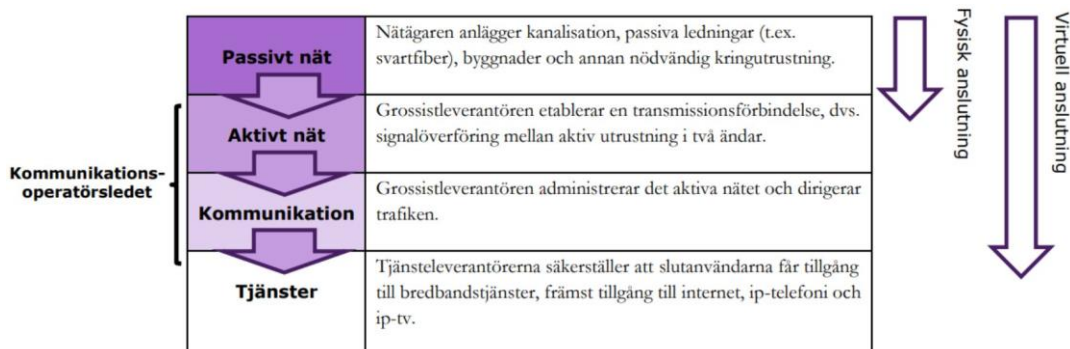 Passivt nät
Nätägaren anlägger kanalisation, passiva ledningar (t.ex.
svartfiber), byggnader och annan nödvändig kringutrustning.
Aktivt nät
Grossistleverantören etablerar en transmissionsförbindelse, dvs.
signalöverföring mellan aktiv utrustning i två ändar.
Kommunikations-
operatörsledet
Kommunikation
Grossistleverantören administrerar det aktiva nätet och dirigerar
trafiken.
Tjänster
Tjänsteleverantörerna säkerställer att slutanvändarna får tillgång
till bredbandstjänster, främst tillgång till internet, ip-telefoni och
ip-tv.
Fysisk anslutning
Virtuell anslutning